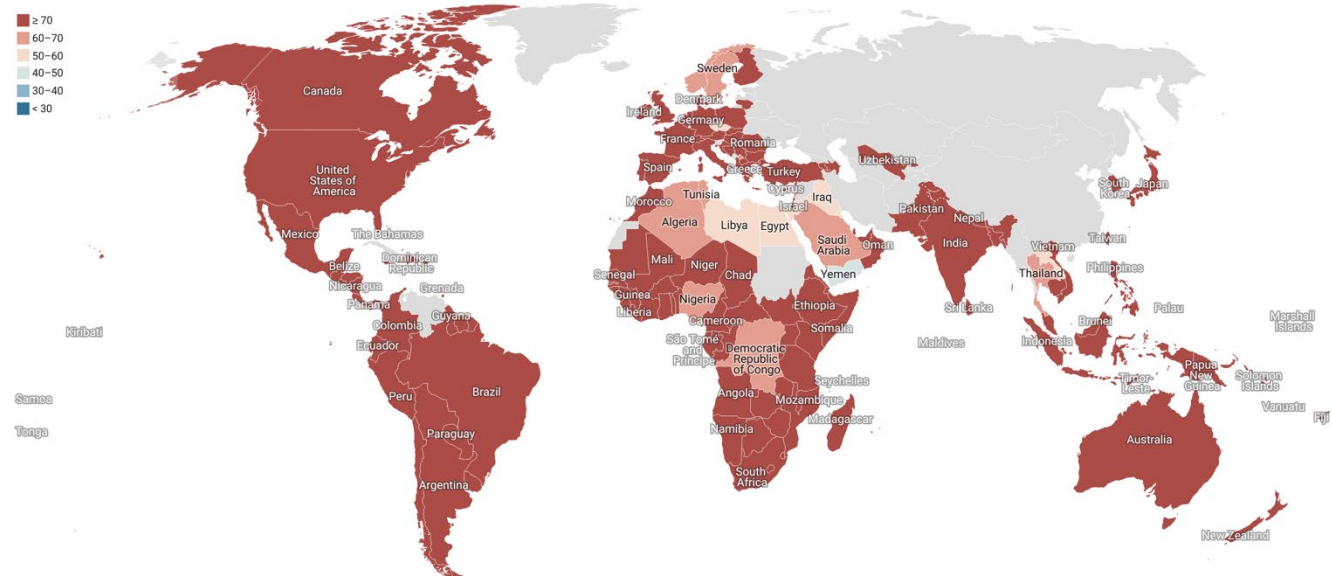 ≥ 70
60–70
50–60
40–50
30–40
< 30
Canada
United
States of
America
Mexico
The Bahamas
Dominican
Republic
Belize
Nicaragua
Grenada
Panama
Guyana
Colombia
Ecuador
Brazil
Peru
Paraguay
Argentina
Kiribati
Samoa
Tonga
Sweden
Denmark
Ireland
Germany
France
Romania
Spain
Greece
Turkey
Uzbekistan
Cyprus
Israel
Iraq
Tunisia
Morocco
Algeria
Libya
Egypt
Saudi
Arabia
Oman
Yemen
Pakistan
Nepal
India
South
Korea
Japan
Taiwan
Vietnam
Thailand
Philippines
Mali
Niger
Chad
Senegal
Guinea
Liberia
Nigeria
Cameroon
Ethiopia
Somalia
São Tomé
and
Príncipe
Democratic
Republic
of Congo
Sri Lanka
Maldives
Brunei
Palau
Indonesia
Marshall
Islands
Seychelles
Angola
Mozambique
Madagascar
Namibia
South
Africa
Timor-
Leste
Papua
New
Guinea
Solomon
Islands
Vanuatu
Fiji
Australia
New Zealand